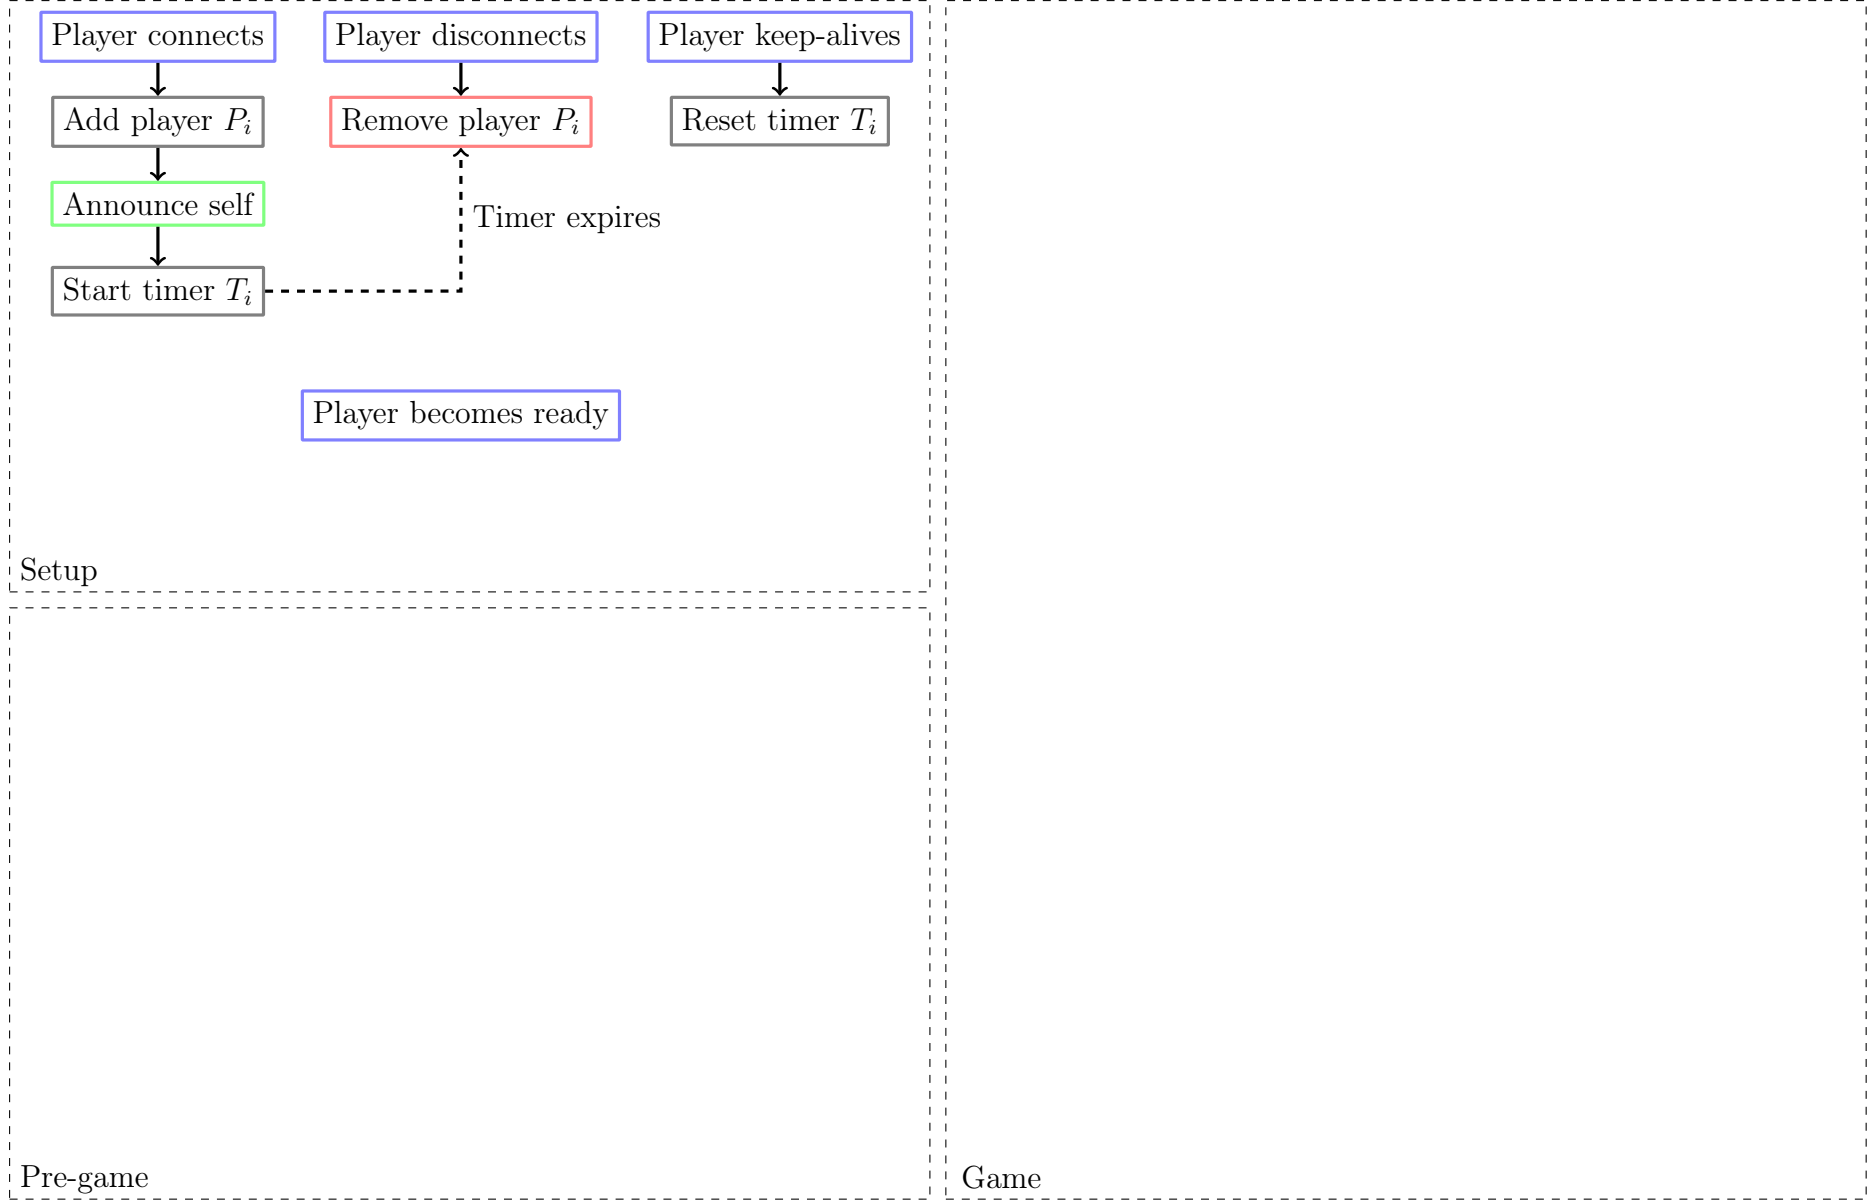 Player connects
Player disconnects
Player keep-alives
Add player P_i
Remove player P_i
Reset timer T_i
Announce self
Timer expires
Start timer T_i
Player becomes ready
Setup
Pre-game
Game